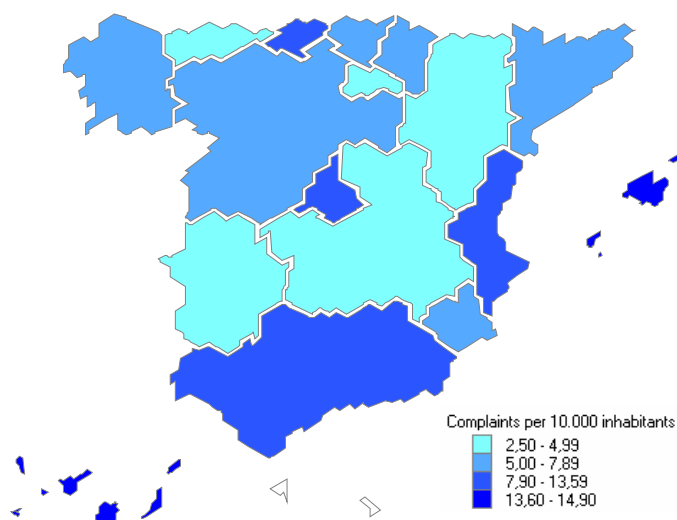 Complaints per 10.000 inhabitants
2,50 - 4,99
5,00 - 7,89
7,90 - 13,59
13,60 - 14,90